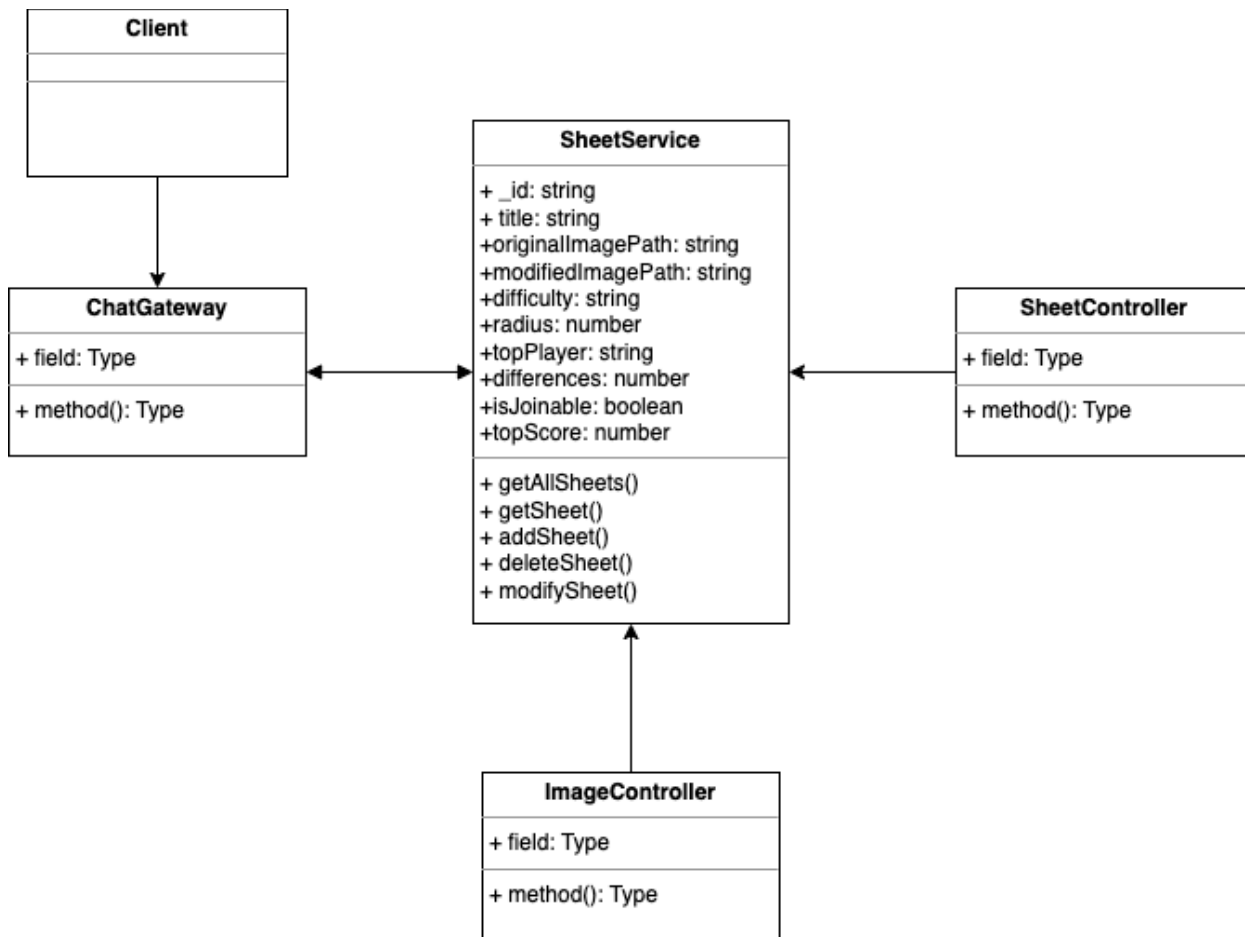 Client
ChatGateway
+ field: Type
+ method(): Type
SheetService
+ _id: string
+ title: string
+originalImagePath: string
+modifiedImagePath: string
+difficulty: string
+radius: number
+topPlayer: string
+differences: number
+isJoinable: boolean
+topScore: number
+ getAllSheets()
+ getSheet()
+ addSheet()
+ deleteSheet()
+ modifySheet()
SheetController
+ field: Type
+ method(): Type
ImageController
+ field: Type
+ method(): Type